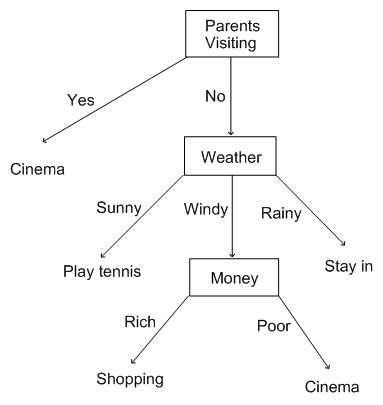 Parents
Visiting
Yes
No
Cinema
Weather
Sunny
Windy
Rainy
Play tennis
Stay in
Money
Rich
Poor
Shopping
Cinema